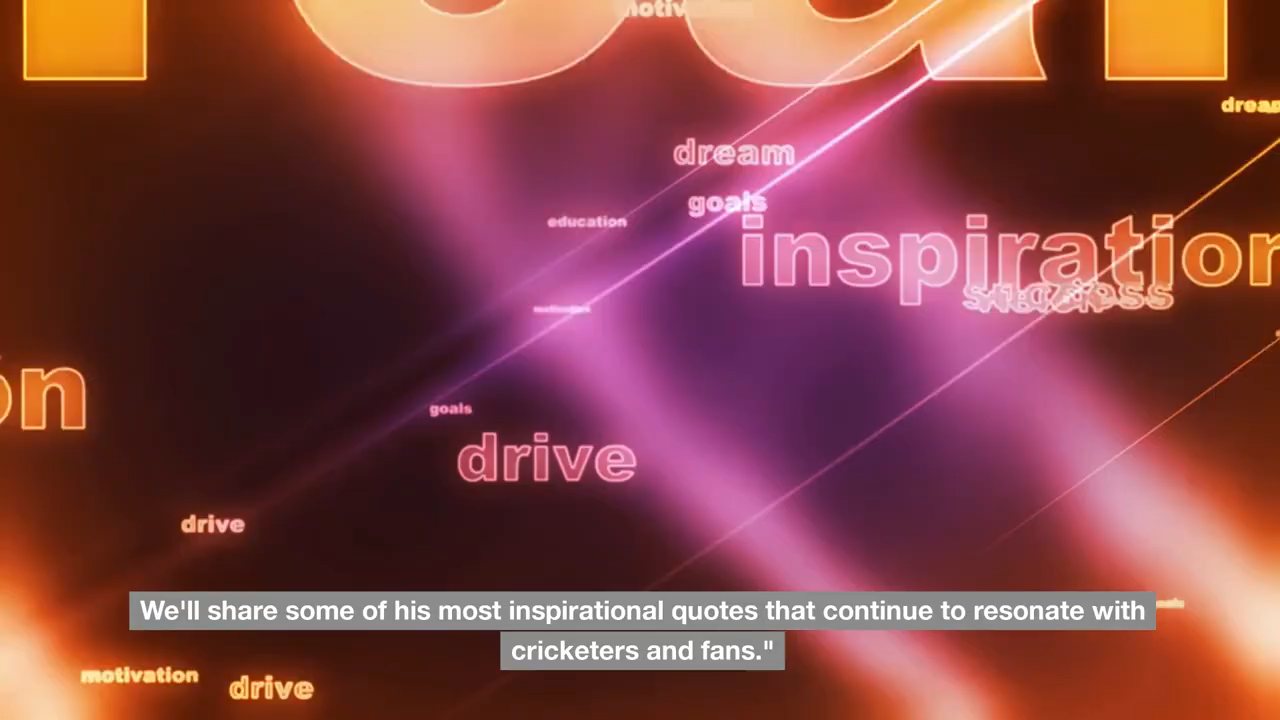 dream
goals
education
inspiration
success
goals
drive
drive
We'll share some of his most inspirational quotes that continue to resonate with
cricketers and fans."
motivation
drive